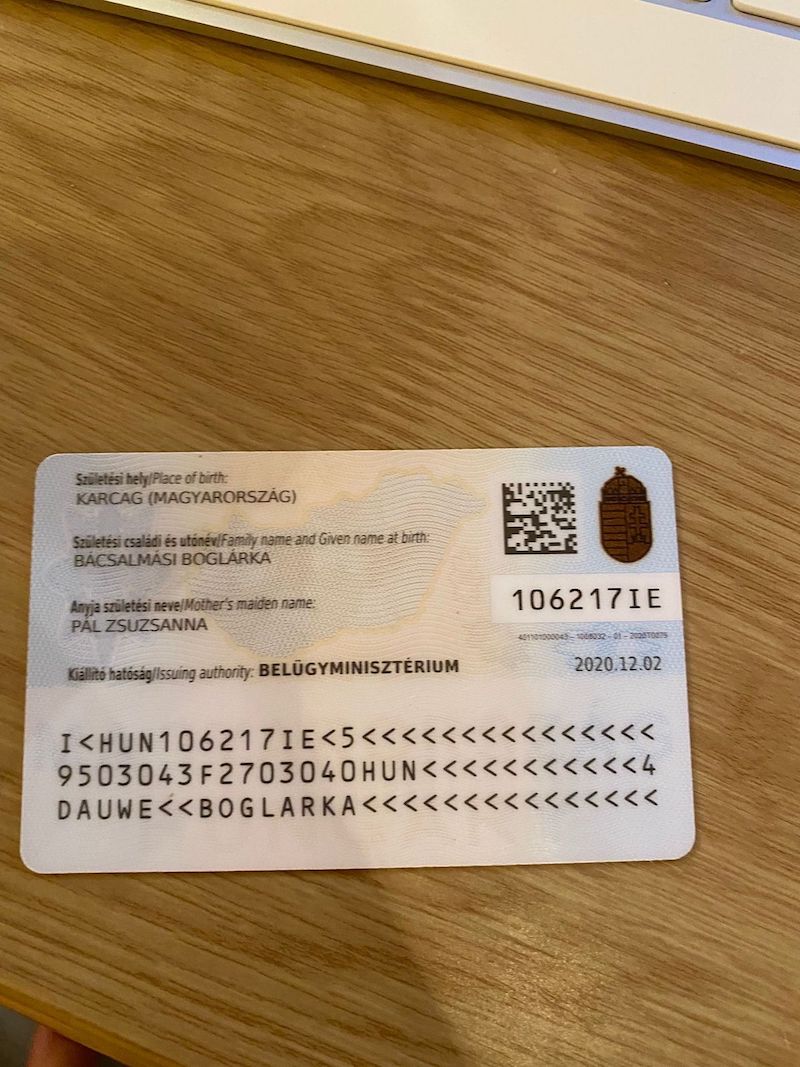 Születési hely/Place of birth:
KARCAG (MAGYARORSZÁG)
Születési családi és utónév/Family name and Given name at birth:
BÁCSALMÁSI BOGLÁRKA
Anyja születési neve/Mother's maiden name:
PÁL ZSUZSANNA
Kiállító hatóság/Issuing authority: BELÜGYMINISZTÉRIUM
106217IE
2020.12.02
I<HUN106217IE<5<<<<<<<<<<<<<<<
9503043F2703040HUN<<<<<<<<<<<4
DAUWE<<BOGLARKA<<<<<<<<<<<<<<<